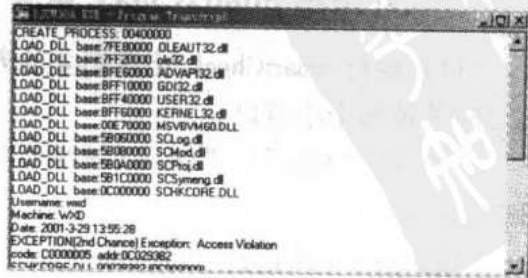 CREATE_PROCESS: 00400000
LOAD_DLL base:7FE80000 OLEAUT32.dll
LOAD_DLL base:7FF20000 ole32.dll
LOAD_DLL base:BFE60000 ADVAPI32.dll
LOAD_DLL base:BFF10000 GDI32.dll
LOAD_DLL base:BFF40000 USER32.dll
LOAD_DLL base:BFF60000 KERNEL32.dll
LOAD_DLL base:00E70000 MSVBVM60.DLL
LOAD_DLL base:5B060000 SCLog.dll
LOAD_DLL base:5B080000 SCMod.dll
LOAD_DLL base:5B0A0000 SCProj.dll
LOAD_DLL base:5B1C0000 SCSymeng.dll
LOAD_DLL base:0C000000 SCHKCORE.DLL
Username: wxd
Machine: WXD
Date: 2001-3-29 13:55:28
EXCEPTION(2nd Chance) Exception: Access Violation
code: C0000005 addr:0C029382
SCHKCORE.DLL